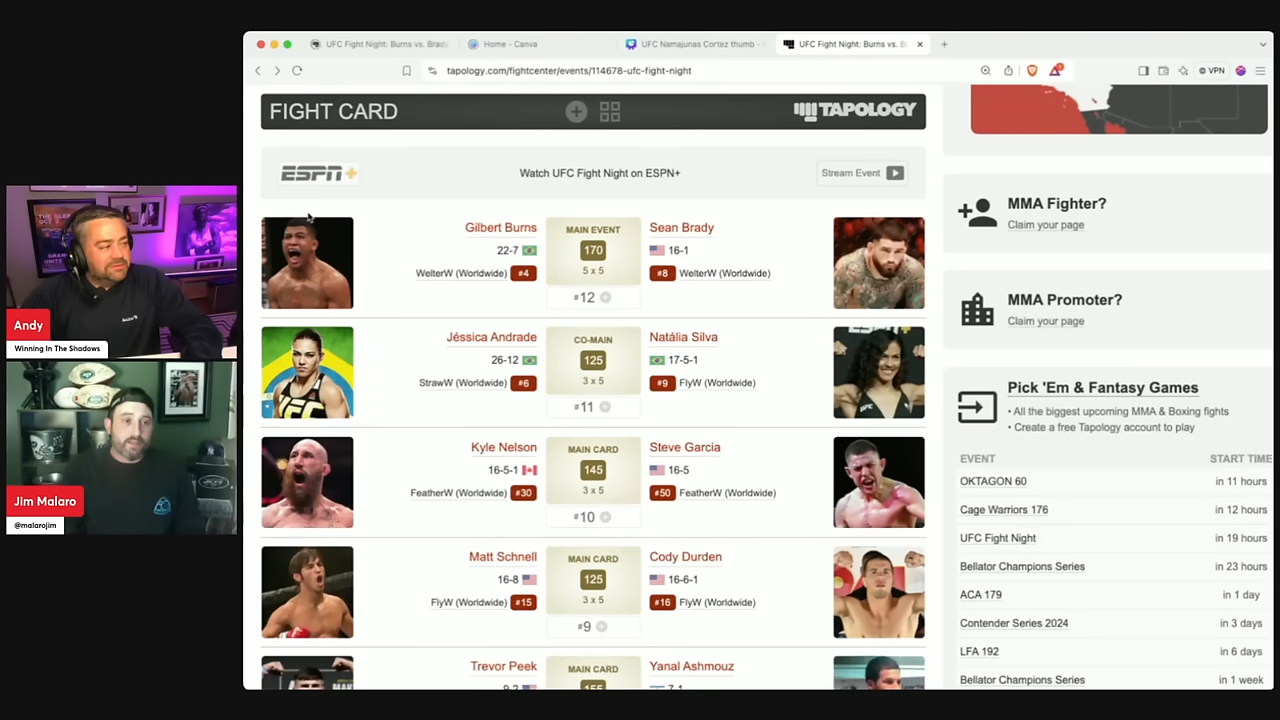 UFC Fight Night: Burns vs. Brady
Home - Canva
UFC Namajunas Cortez thumb -
UFC Fight Night: Burns vs. B
tapology.com/fightcenter/events/114678-ufc-fight-night
VPN
FIGHT CARD
TAPOLOGY
ESPN+
Watch UFC Fight Night on ESPN+
Stream Event
Gilbert Burns
MAIN EVENT
Sean Brady
22-7
170
16-1
WelterW (Worldwide) #4
5 x 5
#8 WelterW (Worldwide)
#12
Jéssica Andrade
CO-MAIN
Natália Silva
26-12
125
17-5-1
StrawW (Worldwide) #6
3 x 5
#9 FlyW (Worldwide)
#11
Kyle Nelson
MAIN CARD
Steve Garcia
16-5-1
145
16-5
FeatherW (Worldwide) #30
3 x 5
#50 FeatherW (Worldwide)
#10
Matt Schnell
MAIN CARD
Cody Durden
16-8
125
16-6-1
FlyW (Worldwide) #15
3 x 5
#16 FlyW (Worldwide)
#9
Trevor Peek
MAIN CARD
Yanal Ashmouz
9-2
155
7-1
MMA Fighter?
Claim your page
MMA Promoter?
Claim your page
Pick 'Em & Fantasy Games
• All the biggest upcoming MMA & Boxing fights
• Create a free Tapology account to play
EVENT START TIME
OKTAGON 60 in 11 hours
Cage Warriors 176 in 12 hours
UFC Fight Night in 19 hours
Bellator Champions Series in 23 hours
ACA 179 in 1 day
Contender Series 2024 in 3 days
LFA 192 in 6 days
Bellator Champions Series in 1 week
Andy
Winning In The Shadows
Jim Malaro
@malarojim